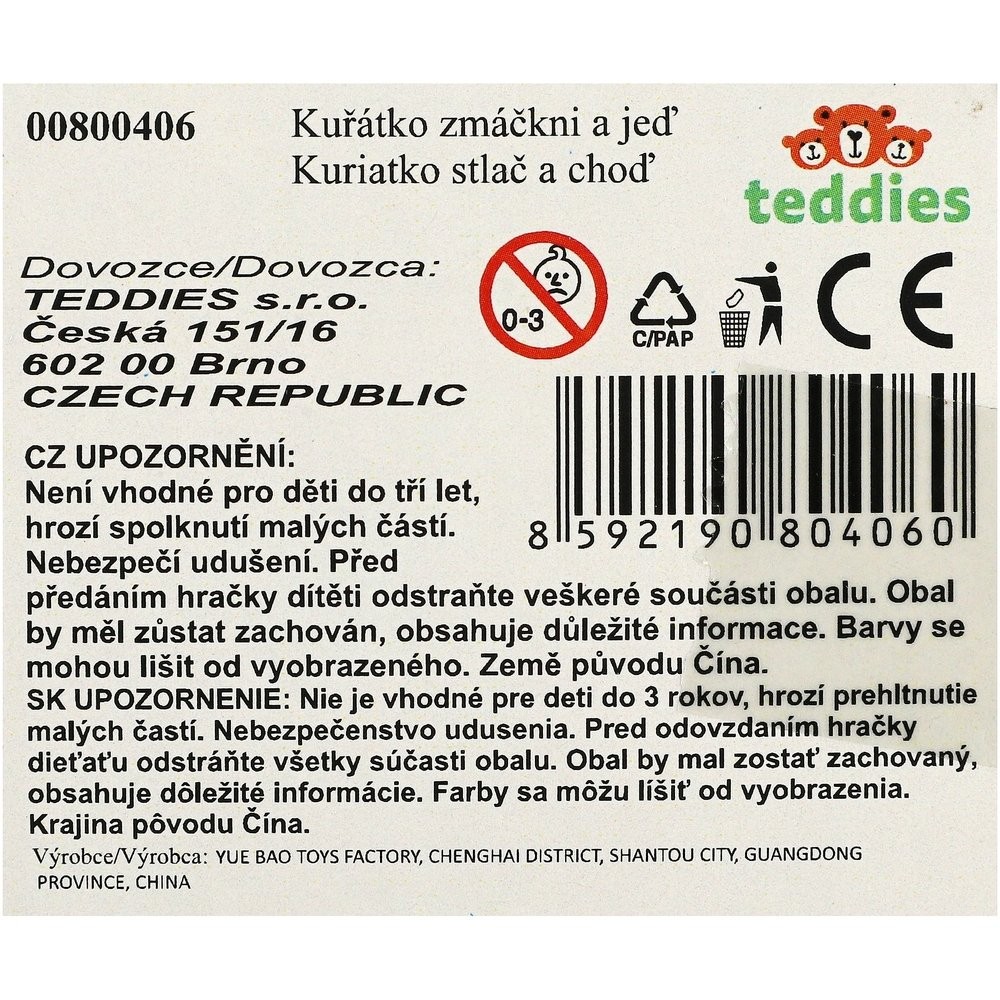 00800406
Kuřátko zmáčkni a jeď
Kuriatko stlač a choď
teddies
Dovozce/Dovozca:
TEDDIES s.r.o.
Česká 151/16
602 00 Brno
CZECH REPUBLIC
0-3
C/PAP
CE
8 592190 804060
CZ UPOZORNĚNÍ:
Není vhodné pro děti do tří let,
hrozí spolknutí malých částí.
Nebezpečí udušení. Před
předáním hračky dítěti odstraňte veškeré součásti obalu. Obal
by měl zůstat zachován, obsahuje důležité informace. Barvy se
mohou lišit od vyobrazeného. Země původu Čína.
SK UPOZORNENIE: Nie je vhodné pre deti do 3 rokov, hrozí prehltnutie
malých častí. Nebezpečenstvo udusenia. Pred odovzdaním hračky
dieťaťu odstráňte všetky súčasti obalu. Obal by mal zostať zachovaný,
obsahuje dôležité informácie. Farby sa môžu líšiť od vyobrazenia.
Krajina pôvodu Čína.
Výrobce/Výrobca: YUE BAO TOYS FACTORY, CHENGHAI DISTRICT, SHANTOU CITY, GUANGDONG
PROVINCE, CHINA